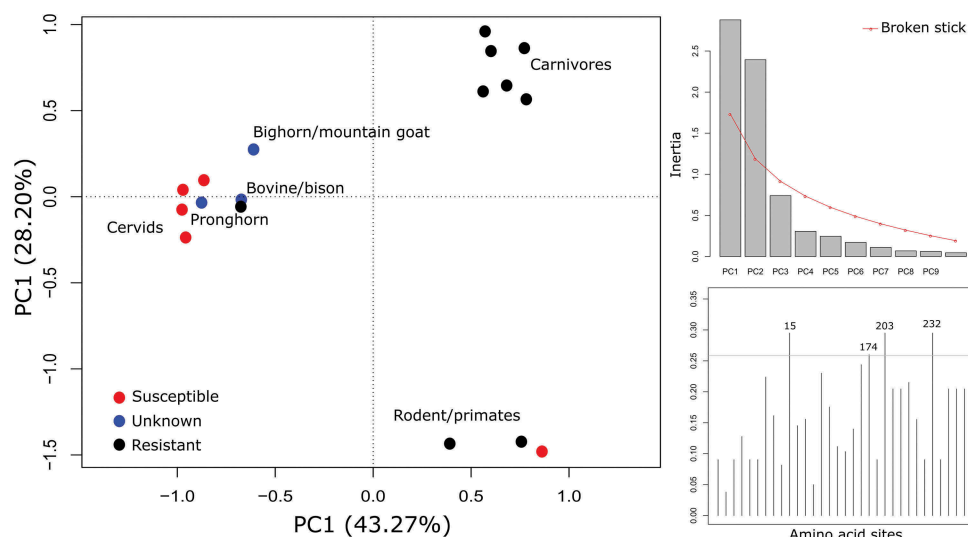 1.0
0.5
0.0
−0.5
−1.0
−1.5
PC1 (28.20%)
Carnivores
Bighorn/mountain goat
Bovine/bison
Pronghorn
Cervids
Rodent/primates
Susceptible
Unknown
Resistant
−1.0
−0.5
0.0
0.5
1.0
PC1 (43.27%)
Broken stick
2.5
2.0
1.5
1.0
0.5
0.0
Inertia
PC1 PC2 PC3 PC4 PC5 PC6 PC7 PC8 PC9
0.35
0.30
0.25
0.20
0.15
0.10
0.05
0.00
15
174
203
232
Amino acid sites